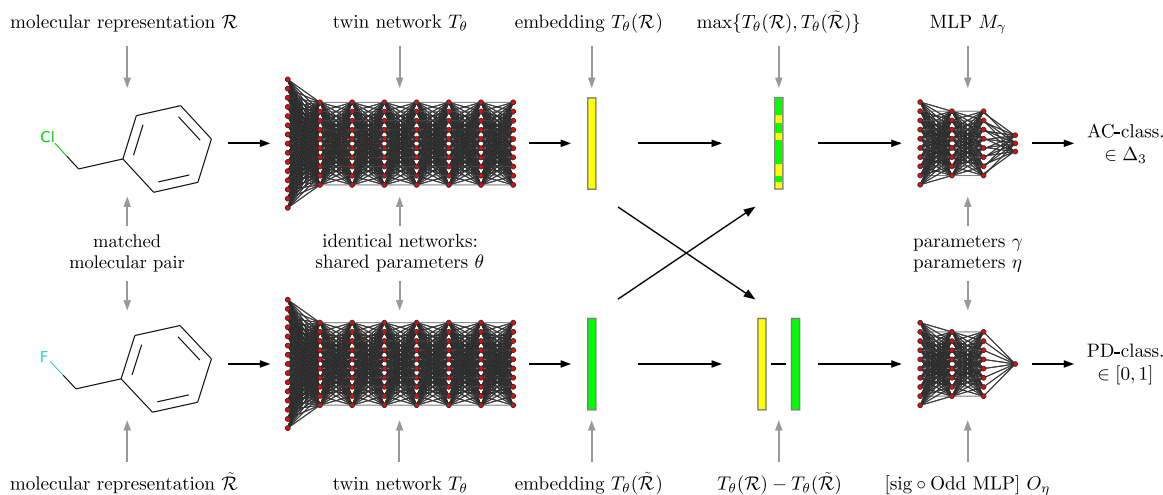 molecular representation ℛ
twin network T_θ
embedding T_θ(ℛ)
max{T_θ(ℛ), T_θ(ℛ̃)}
MLP M_γ
Cl
AC-class.
∈ Δ₃
matched
molecular pair
identical networks:
shared parameters θ
parameters γ
parameters η
F
PD-class.
∈ [0, 1]
molecular representation ℛ̃
twin network T_θ
embedding T_θ(ℛ̃)
T_θ(ℛ) − T_θ(ℛ̃)
[sig ∘ Odd MLP] O_η